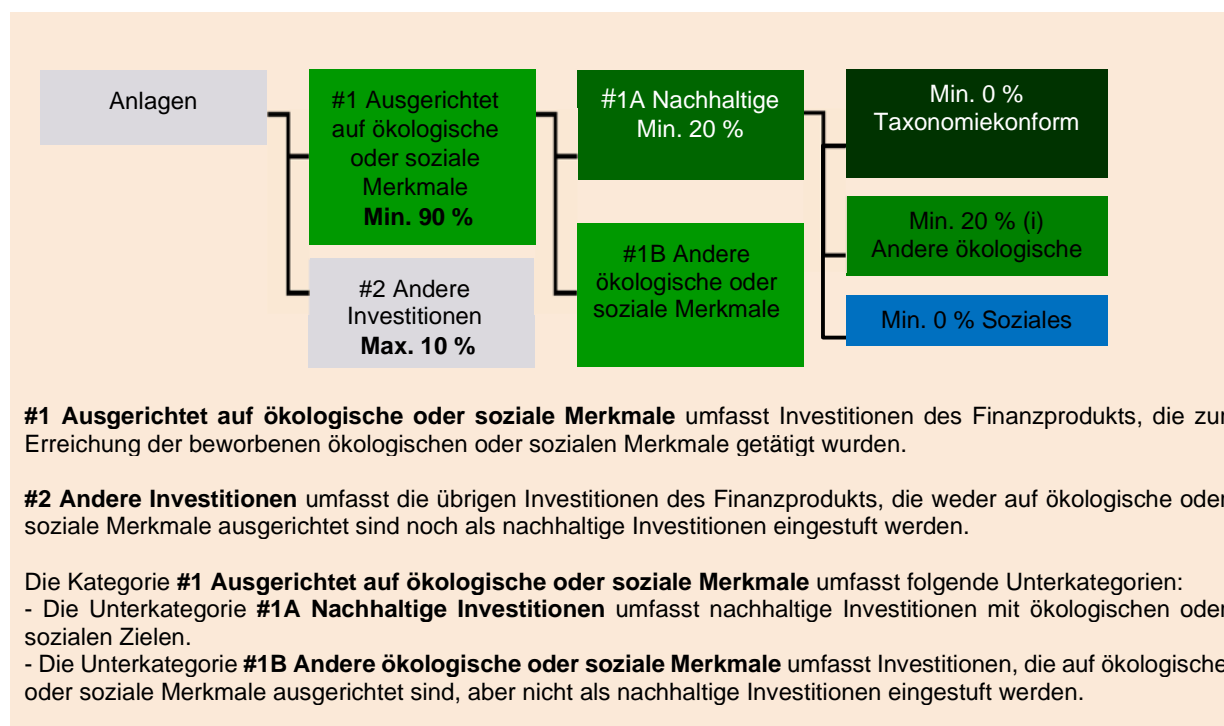 Anlagen
#1 Ausgerichtet
auf ökologische
oder soziale
Merkmale
Min. 90 %
#2 Andere
Investitionen
Max. 10 %
#1A Nachhaltige
Min. 20 %
#1B Andere
ökologische oder
soziale Merkmale
Min. 0 %
Taxonomiekonform
Min. 20 % (i)
Andere ökologische
Min. 0 % Soziales
#1 Ausgerichtet auf ökologische oder soziale Merkmale umfasst Investitionen des Finanzprodukts, die zur
Erreichung der beworbenen ökologischen oder sozialen Merkmale getätigt wurden.
#2 Andere Investitionen umfasst die übrigen Investitionen des Finanzprodukts, die weder auf ökologische oder
soziale Merkmale ausgerichtet sind noch als nachhaltige Investitionen eingestuft werden.
Die Kategorie #1 Ausgerichtet auf ökologische oder soziale Merkmale umfasst folgende Unterkategorien:
- Die Unterkategorie #1A Nachhaltige Investitionen umfasst nachhaltige Investitionen mit ökologischen oder
sozialen Zielen.
- Die Unterkategorie #1B Andere ökologische oder soziale Merkmale umfasst Investitionen, die auf ökologische
oder soziale Merkmale ausgerichtet sind, aber nicht als nachhaltige Investitionen eingestuft werden.